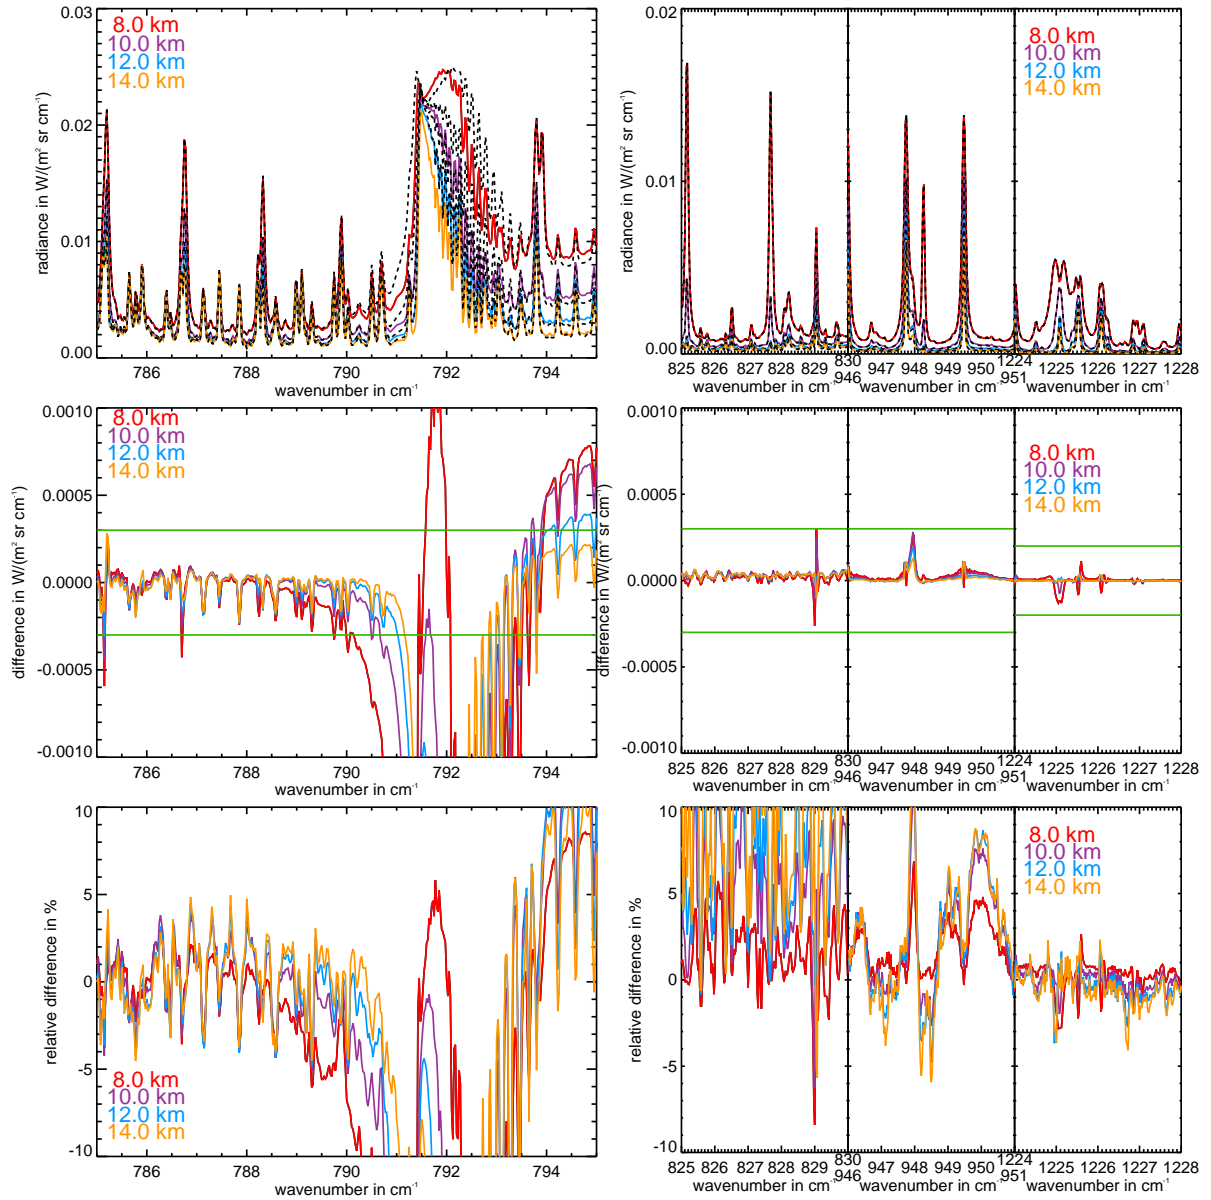 0.03
0.02
0.01
0.00
radiance in W/(m² sr cm⁻¹)
8.0 km
10.0 km
12.0 km
14.0 km
786 788 790 792 794
wavenumber in cm⁻¹
0.02
0.01
0.00
radiance in W/(m² sr cm⁻¹)
8.0 km
10.0 km
12.0 km
14.0 km
825 826 827 828 829 830
946 947 948 949 950 951
1224 1225 1226 1227 1228
wavenumber in cm⁻¹ wavenumber in cm⁻¹ wavenumber in cm⁻¹
0.0010
0.0005
0.0000
-0.0005
-0.0010
difference in W/(m² sr cm⁻¹)
8.0 km
10.0 km
12.0 km
14.0 km
786 788 790 792 794
wavenumber in cm⁻¹
0.0010
0.0005
0.0000
-0.0005
-0.0010
difference in W/(m² sr cm⁻¹)
8.0 km
10.0 km
12.0 km
14.0 km
825 826 827 828 829 830
946 947 948 949 950 951
1224 1225 1226 1227 1228
wavenumber in cm⁻¹ wavenumber in cm⁻¹ wavenumber in cm⁻¹
10
5
0
-5
-10
relative difference in %
8.0 km
10.0 km
12.0 km
14.0 km
786 788 790 792 794
wavenumber in cm⁻¹
10
5
0
-5
-10
relative difference in %
8.0 km
10.0 km
12.0 km
14.0 km
825 826 827 828 829 830
946 947 948 949 950 951
1224 1225 1226 1227 1228
wavenumber in cm⁻¹ wavenumber in cm⁻¹ wavenumber in cm⁻¹